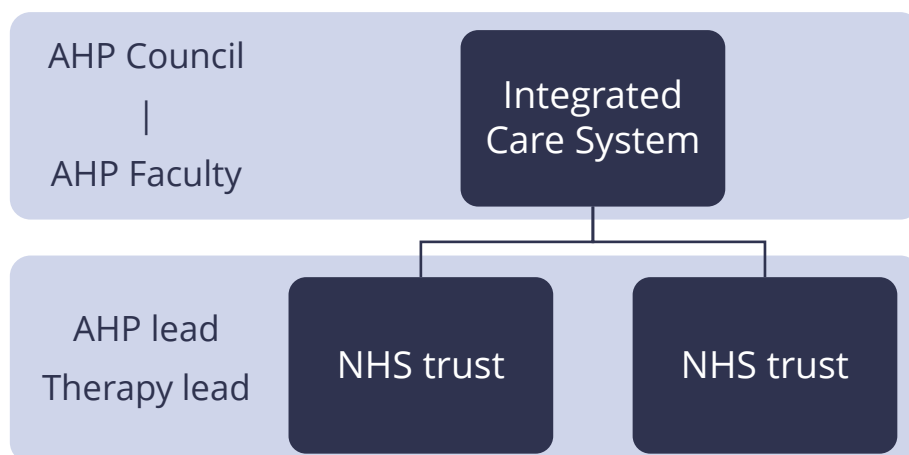 AHP Council
|
AHP Faculty
Integrated
Care System
AHP lead
Therapy lead
NHS trust
NHS trust